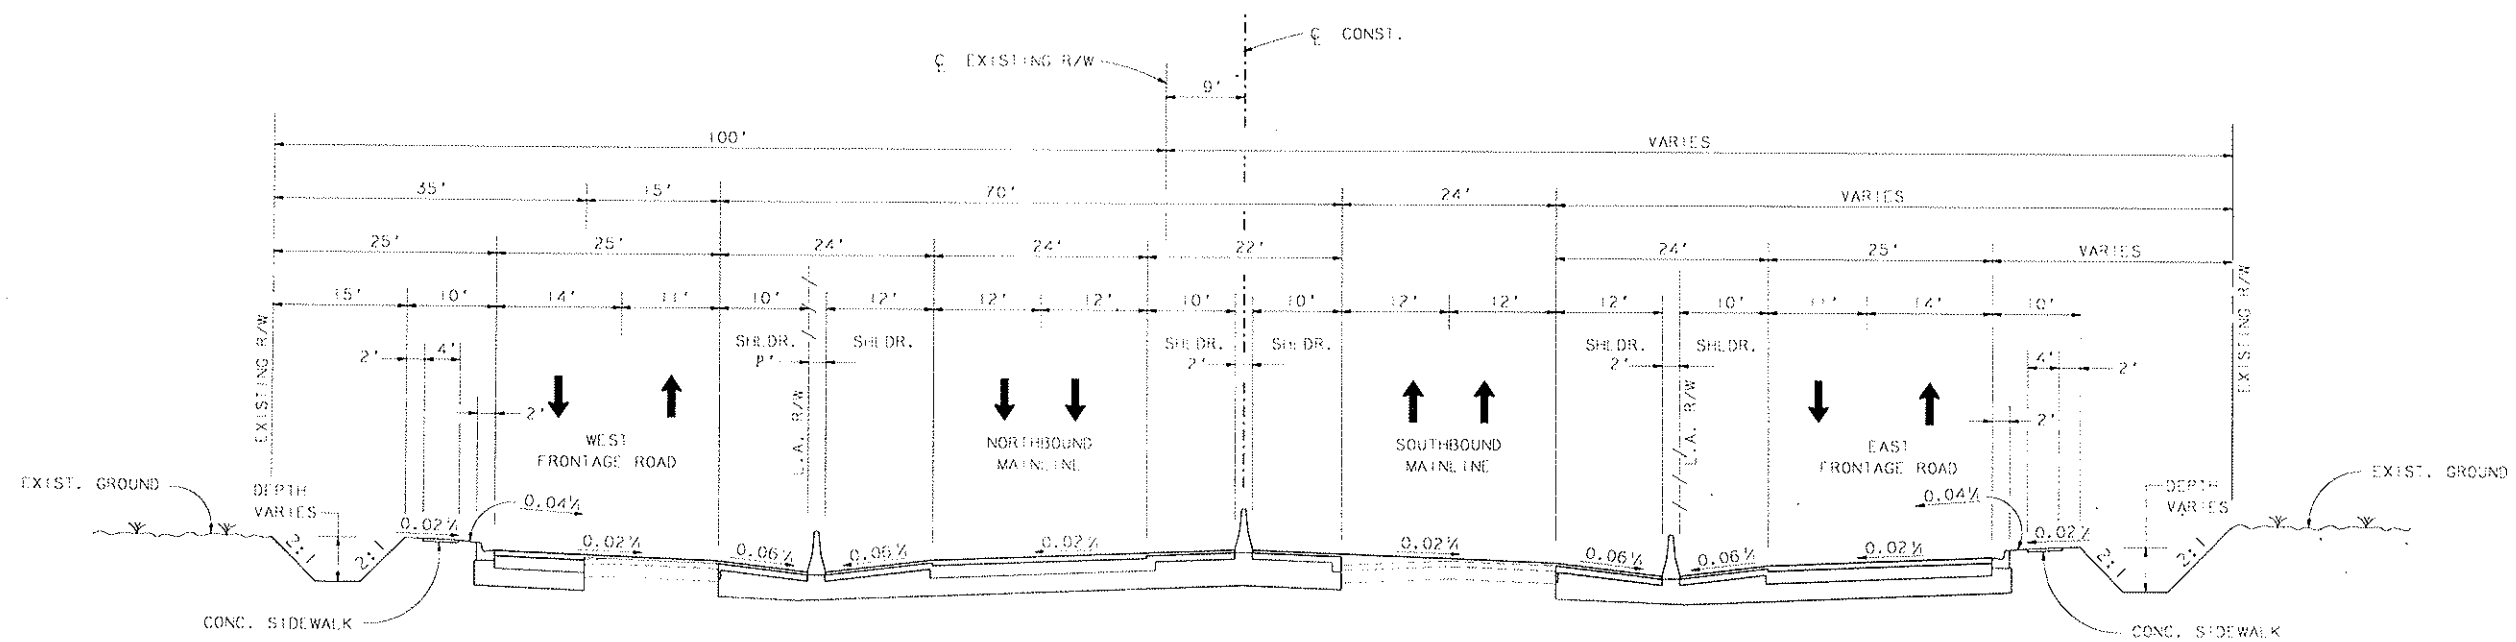 ℄ CONST.
℄ EXISTING R/W
9'
100' VARIES
35' 15' 70' 24' VARIES
25' 25' 24' 24' 22' 24' 25' VARIES
15' 10' 14' 11' 10' 12' 12' 12' 10' 10' 12' 12' 12' 10' 11' 14' 10'
SHLDR. SHLDR. SHLDR. SHLDR. SHLDR. SHLDR.
2' 4' 2' 2' 2' 4' 2'
2' 2'
EXISTING R/W
L.A. R/W
L.A. R/W
EXISTING R/W
WEST
FRONTAGE ROAD
NORTHBOUND
MAINLINE
SOUTHBOUND
MAINLINE
EAST
FRONTAGE ROAD
EXIST. GROUND
EXIST. GROUND
DEPTH
VARIES
DEPTH
VARIES
0.02% 0.04% 0.04% 0.02%
2:1 2:1 0.02% 0.06% 0.06% 0.02% 0.02% 0.06% 0.06% 0.02% 2:1 2:1
CONC. SIDEWALK
CONC. SIDEWALK